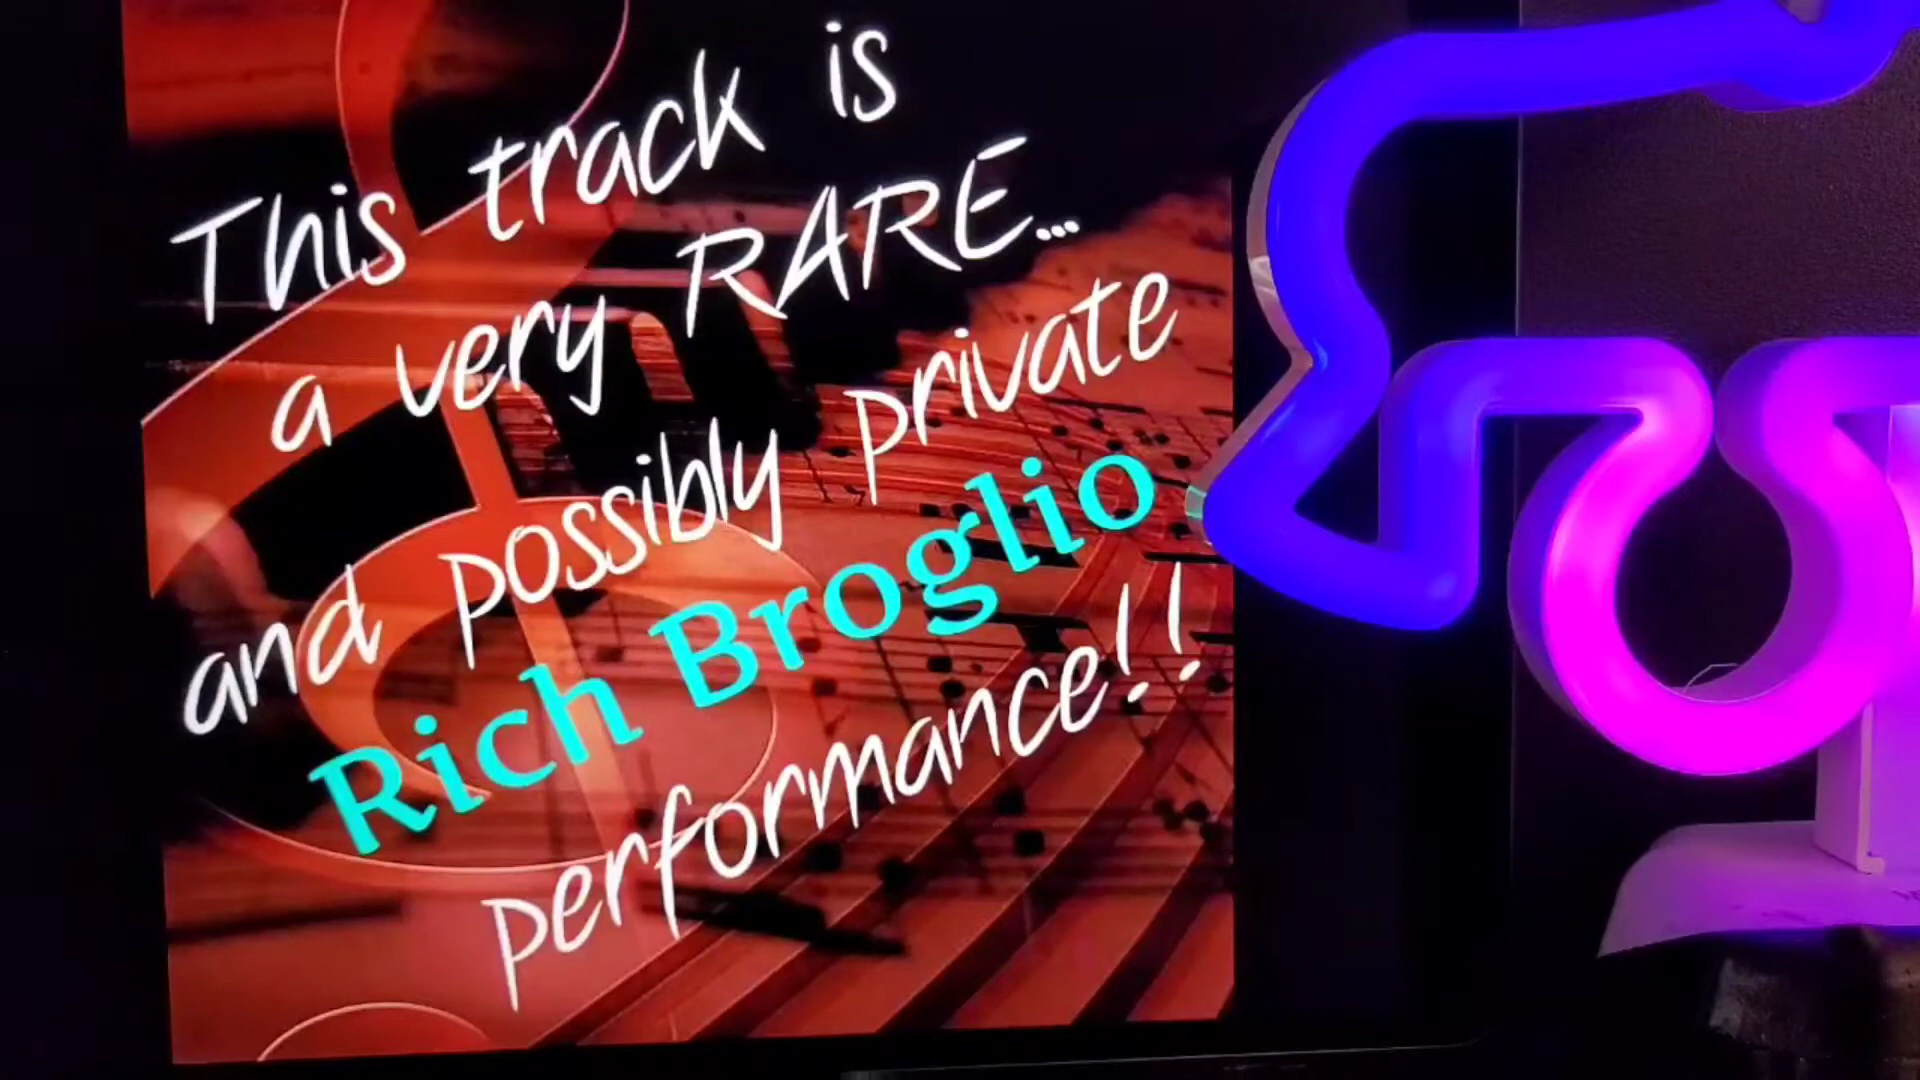 This track is
a very RARE...
and possibly private
Rich Broglio
performance!!